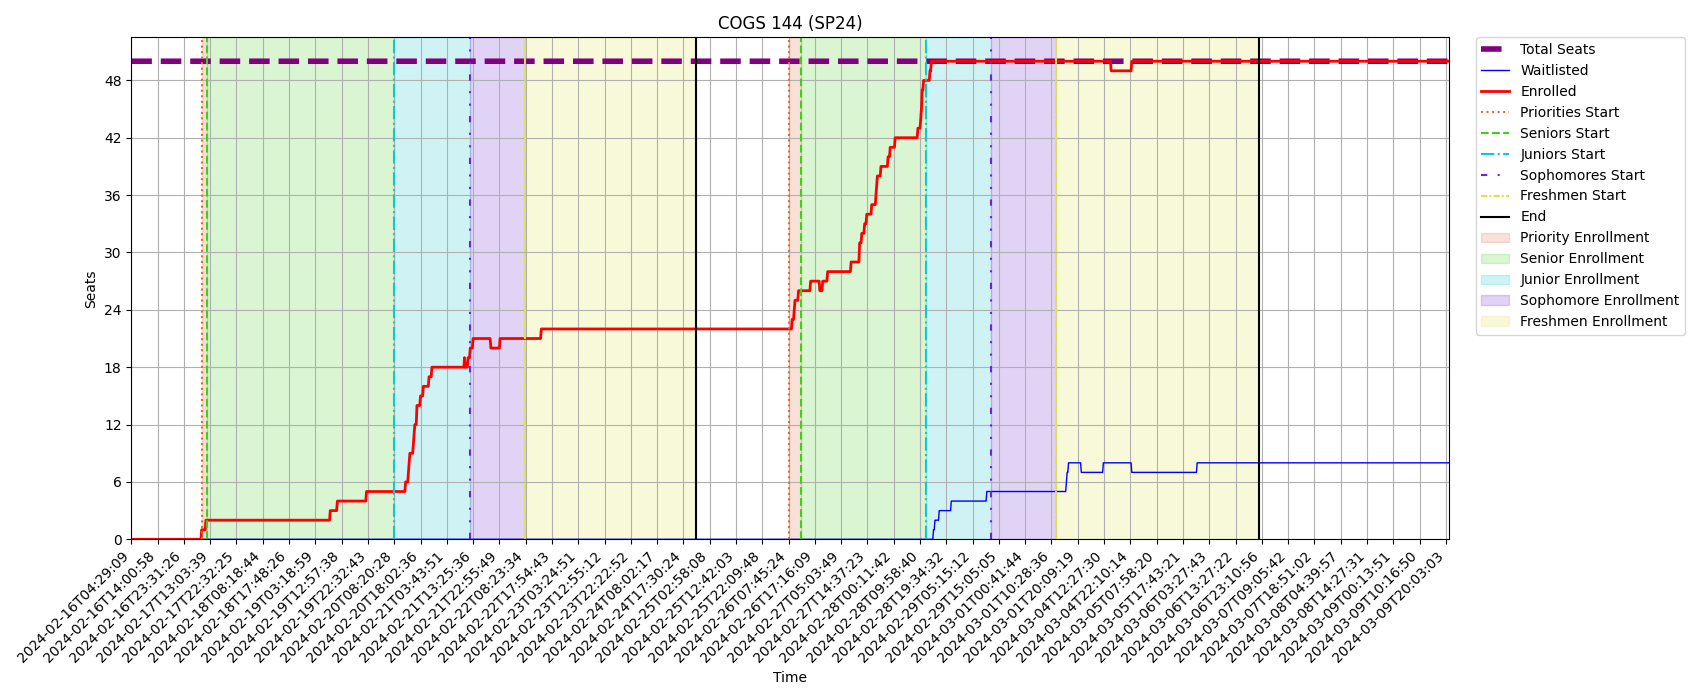 COGS 144 (SP24)
Total Seats
Waitlisted
Enrolled
Priorities Start
Seniors Start
Juniors Start
Sophomores Start
Freshmen Start
End
Priority Enrollment
Senior Enrollment
Junior Enrollment
Sophomore Enrollment
Freshmen Enrollment
Seats
48
42
36
30
24
18
12
6
0
2024-02-16T04:29:09
2024-02-16T14:00:58
2024-02-16T23:31:26
2024-02-17T13:03:39
2024-02-17T22:32:25
2024-02-18T08:18:44
2024-02-18T17:48:26
2024-02-19T03:18:59
2024-02-19T12:57:38
2024-02-19T22:32:43
2024-02-20T08:20:28
2024-02-20T18:02:36
2024-02-21T03:43:51
2024-02-21T13:25:36
2024-02-21T22:55:49
2024-02-22T08:23:34
2024-02-22T17:54:43
2024-02-23T03:24:51
2024-02-23T12:55:12
2024-02-23T22:22:52
2024-02-24T08:02:17
2024-02-24T17:30:24
2024-02-25T02:58:08
2024-02-25T12:42:03
2024-02-25T22:09:48
2024-02-26T07:45:24
2024-02-26T17:16:09
2024-02-27T05:03:49
2024-02-27T14:37:23
2024-02-28T00:11:42
2024-02-28T09:58:40
2024-02-28T19:34:32
2024-02-29T05:15:12
2024-02-29T15:05:05
2024-03-01T00:41:44
2024-03-01T10:28:36
2024-03-01T20:09:19
2024-03-04T12:27:30
2024-03-04T22:10:14
2024-03-05T07:58:20
2024-03-05T17:43:21
2024-03-06T03:27:43
2024-03-06T13:27:22
2024-03-06T23:10:56
2024-03-07T09:05:42
2024-03-07T18:51:02
2024-03-08T04:39:57
2024-03-08T14:27:31
2024-03-09T00:13:51
2024-03-09T10:16:50
2024-03-09T20:03:03
Time